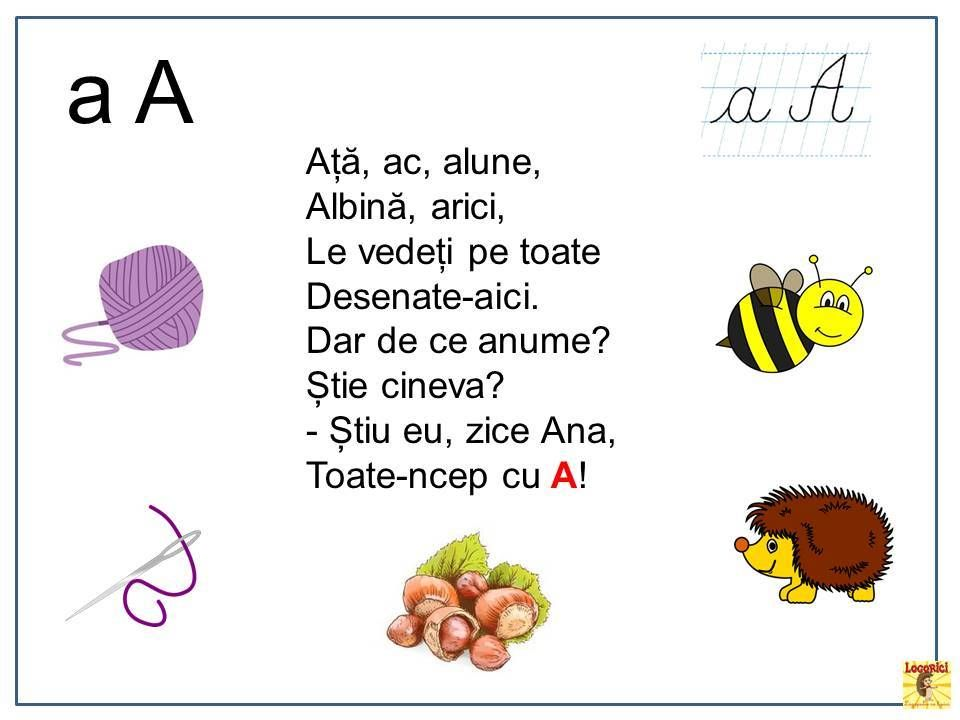 a A
a A
Ață, ac, alune,
Albină, arici,
Le vedeți pe toate
Desenate-aici.
Dar de ce anume?
Știe cineva?
- Știu eu, zice Ana,
Toate-ncep cu A!
LOGORICI